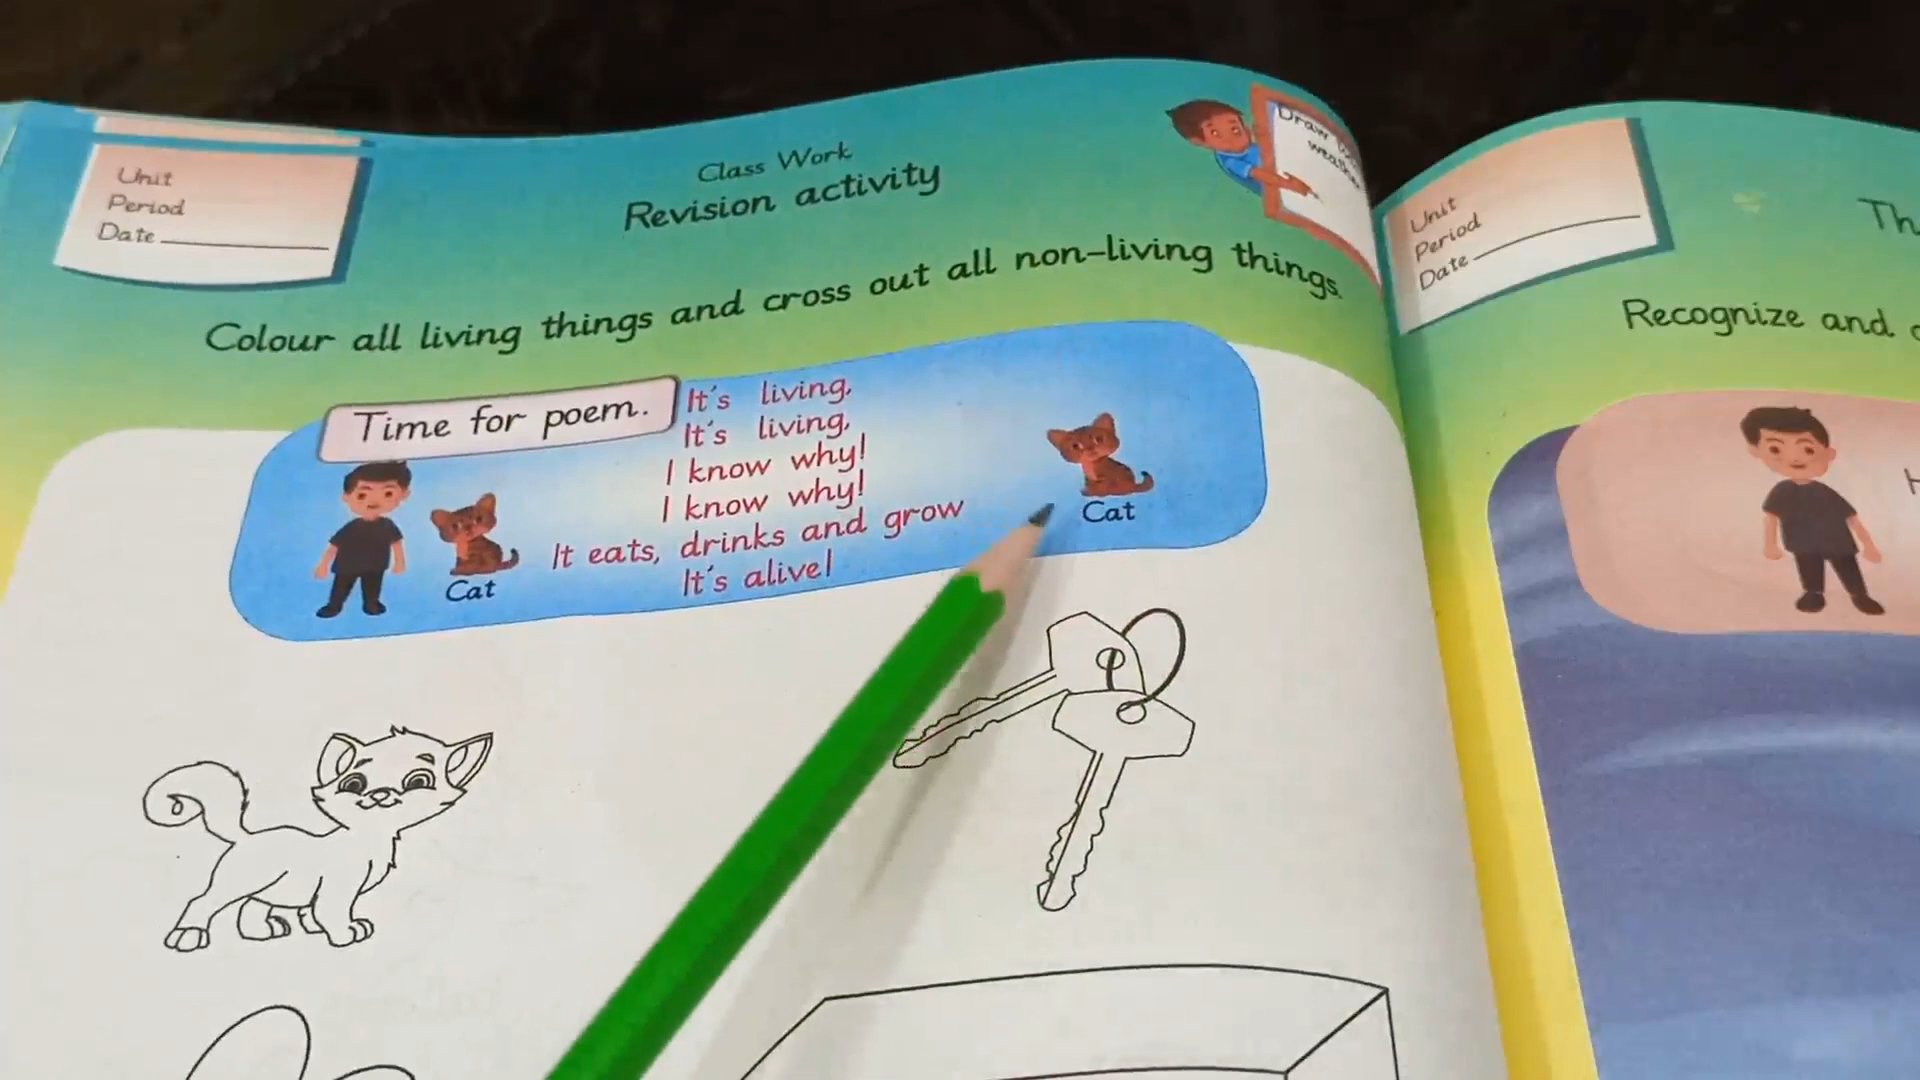 Unit
Period
Date
Class Work
Revision activity
Draw
Colour all living things and cross out all non-living things.
Time for poem.
It's living,
It's living,
I know why!
I know why!
It eats, drinks and grow
It's alive!
Cat
Cat
Unit
Period
Date
Recognize and